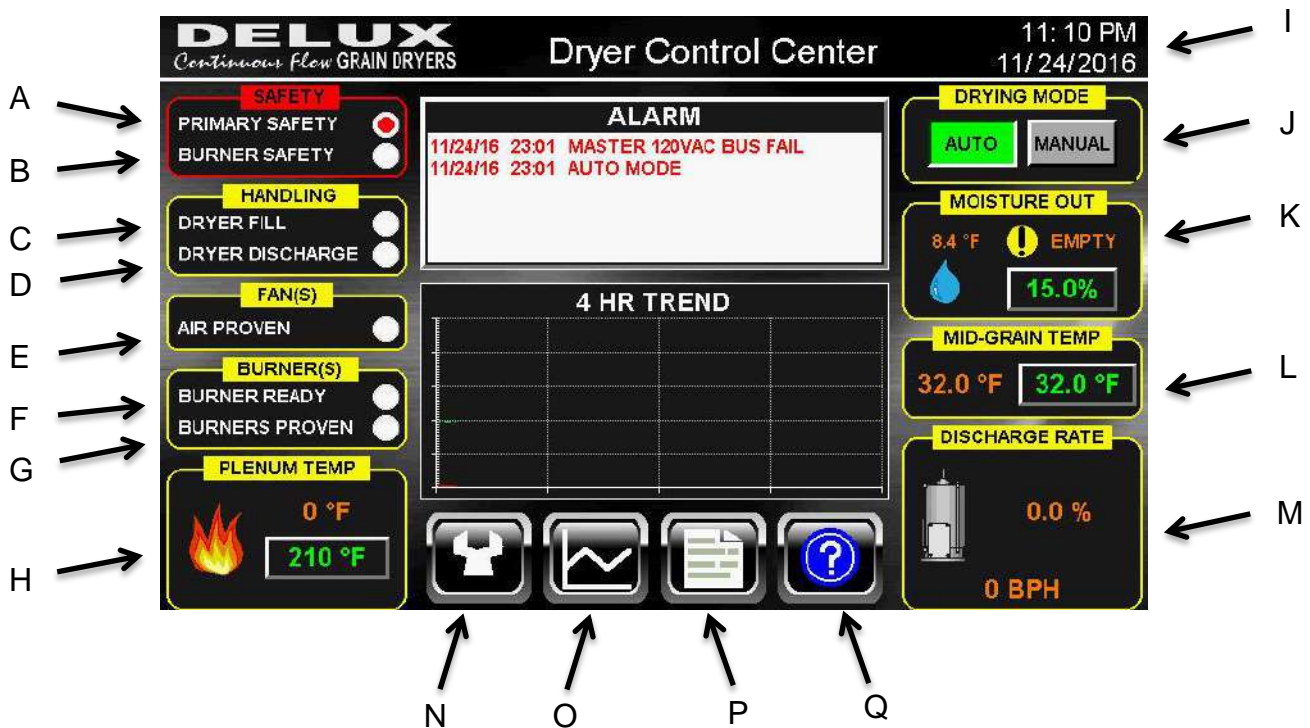 DELUX
Continuous Flow GRAIN DRYERS
Dryer Control Center
11:10 PM
11/24/2016
I
A
B
C
D
E
F
G
H
SAFETY
PRIMARY SAFETY
BURNER SAFETY
HANDLING
DRYER FILL
DRYER DISCHARGE
FAN(S)
AIR PROVEN
BURNER(S)
BURNER READY
BURNERS PROVEN
PLENUM TEMP
0 °F
210 °F
ALARM
11/24/16 23:01 MASTER 120VAC BUS FAIL
11/24/16 23:01 AUTO MODE
4 HR TREND
?
DRYING MODE
AUTO MANUAL
MOISTURE OUT
8.4 °F ! EMPTY
15.0%
MID-GRAIN TEMP
32.0 °F 32.0 °F
DISCHARGE RATE
0.0 %
0 BPH
J
K
L
M
N O P Q